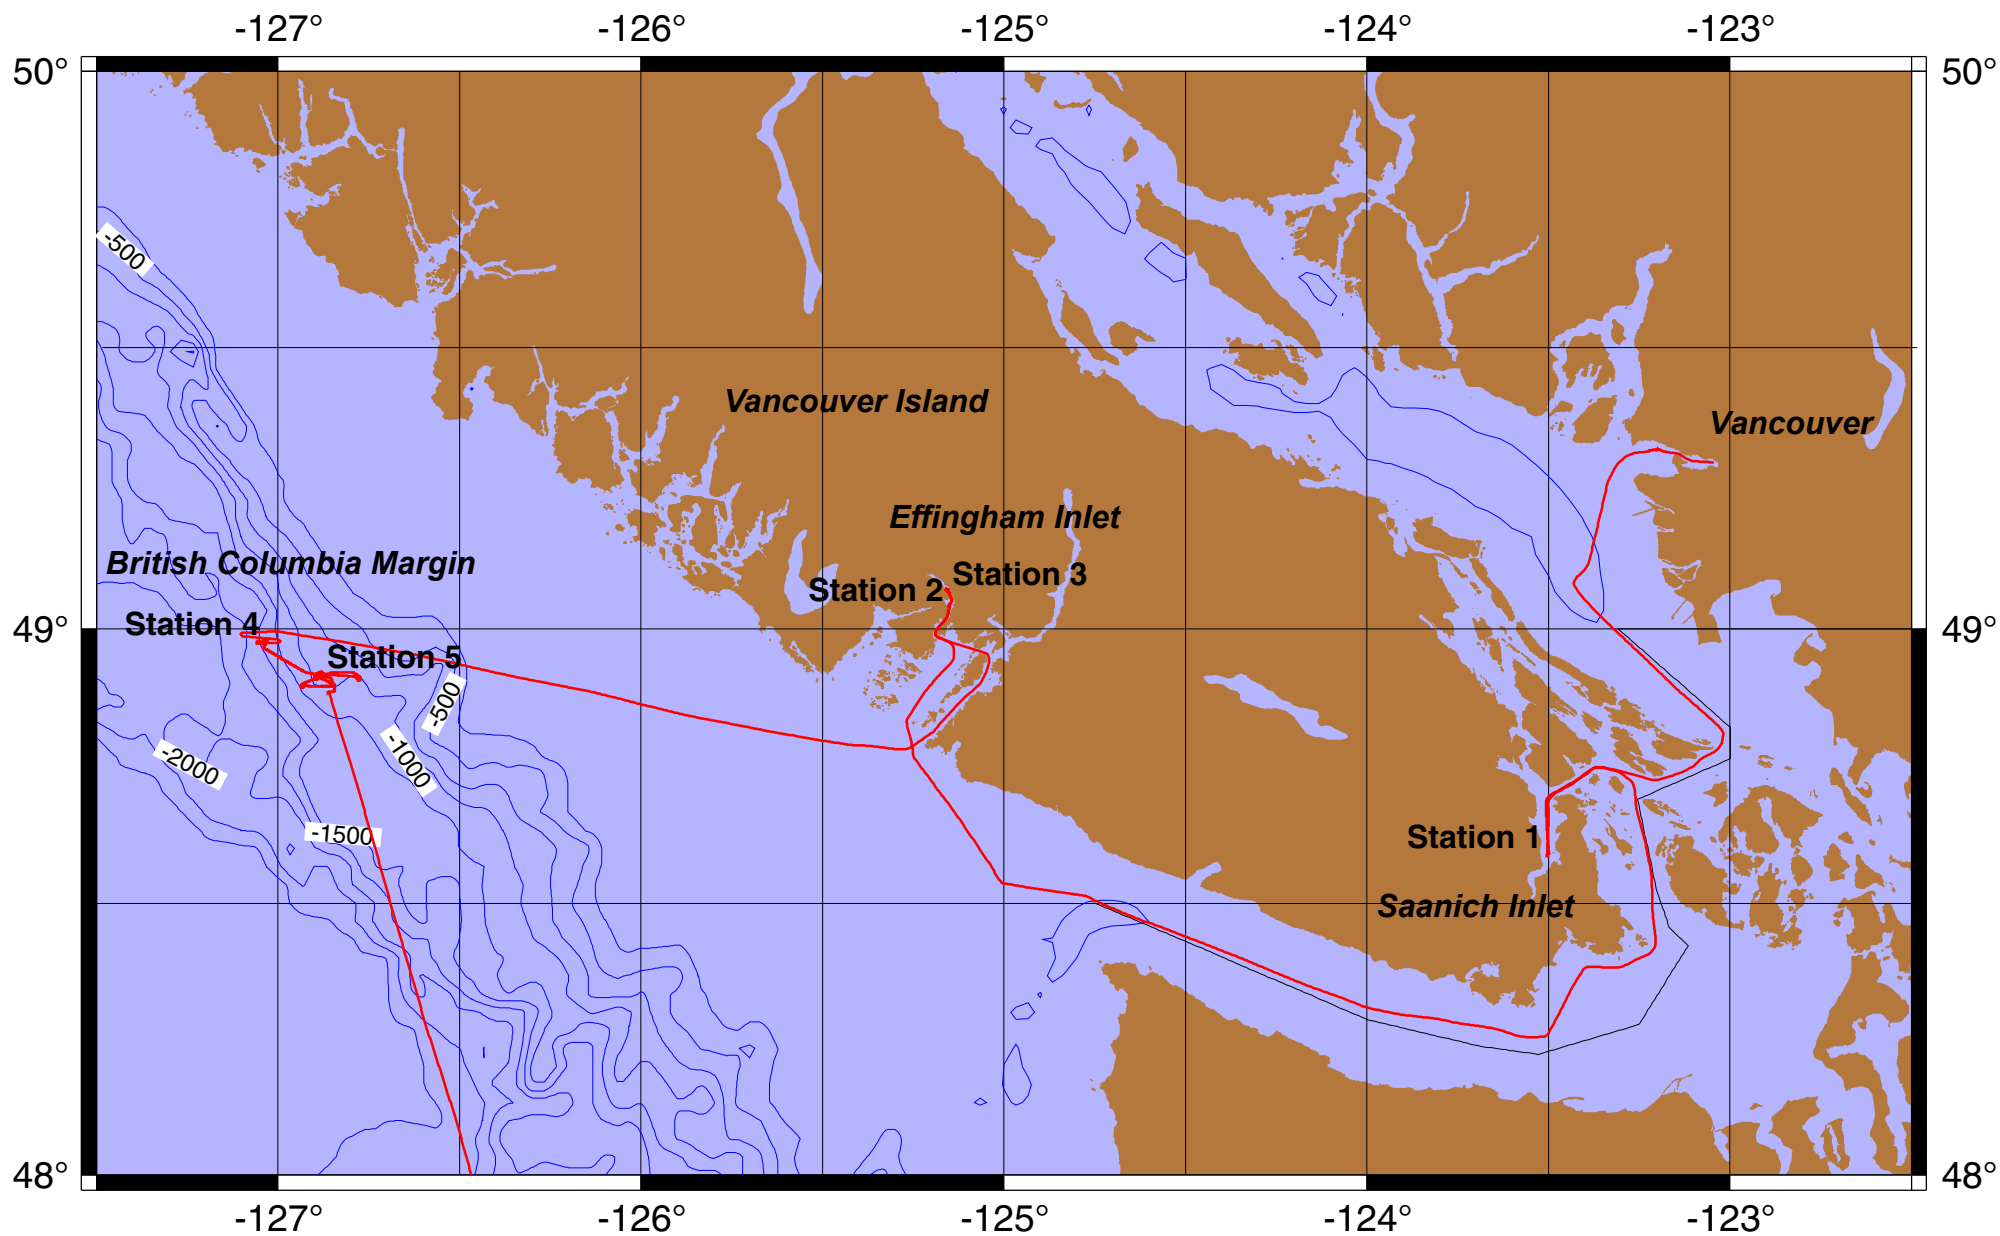 -127° -126° -125° -124° -123°
50° 50°
-500
Vancouver Island
Vancouver
Effingham Inlet
British Columbia Margin
Station 3
Station 2
Station 4
49° 49°
Station 5
-500
-1000
-2000
-1500
Station 1
Saanich Inlet
48° 48°
-127° -126° -125° -124° -123°